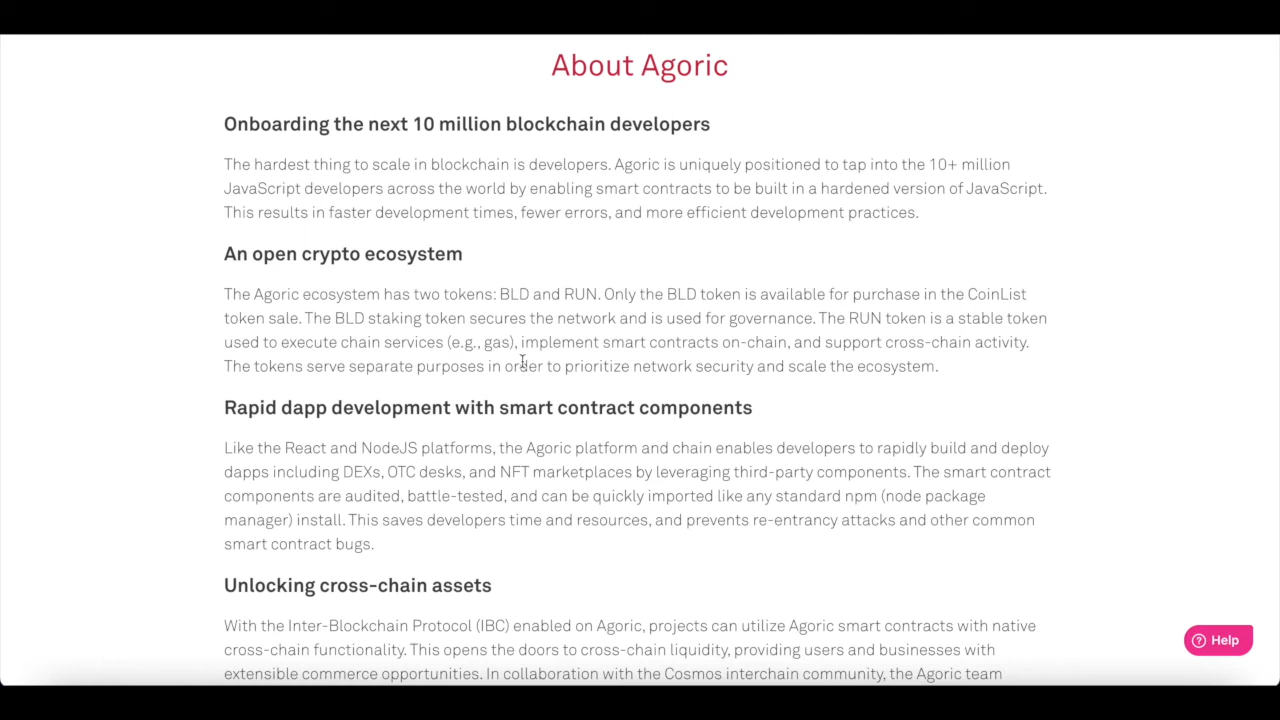 About Agoric
Onboarding the next 10 million blockchain developers
The hardest thing to scale in blockchain is developers. Agoric is uniquely positioned to tap into the 10+ million
JavaScript developers across the world by enabling smart contracts to be built in a hardened version of JavaScript.
This results in faster development times, fewer errors, and more efficient development practices.
An open crypto ecosystem
The Agoric ecosystem has two tokens: BLD and RUN. Only the BLD token is available for purchase in the CoinList
token sale. The BLD staking token secures the network and is used for governance. The RUN token is a stable token
used to execute chain services (e.g., gas), implement smart contracts on-chain, and support cross-chain activity.
The tokens serve separate purposes in order to prioritize network security and scale the ecosystem.
Rapid dapp development with smart contract components
Like the React and NodeJS platforms, the Agoric platform and chain enables developers to rapidly build and deploy
dapps including DEXs, OTC desks, and NFT marketplaces by leveraging third-party components. The smart contract
components are audited, battle-tested, and can be quickly imported like any standard npm (node package
manager) install. This saves developers time and resources, and prevents re-entrancy attacks and other common
smart contract bugs.
Unlocking cross-chain assets
With the Inter-Blockchain Protocol (IBC) enabled on Agoric, projects can utilize Agoric smart contracts with native
cross-chain functionality. This opens the doors to cross-chain liquidity, providing users and businesses with
extensible commerce opportunities. In collaboration with the Cosmos interchain community, the Agoric team
Help